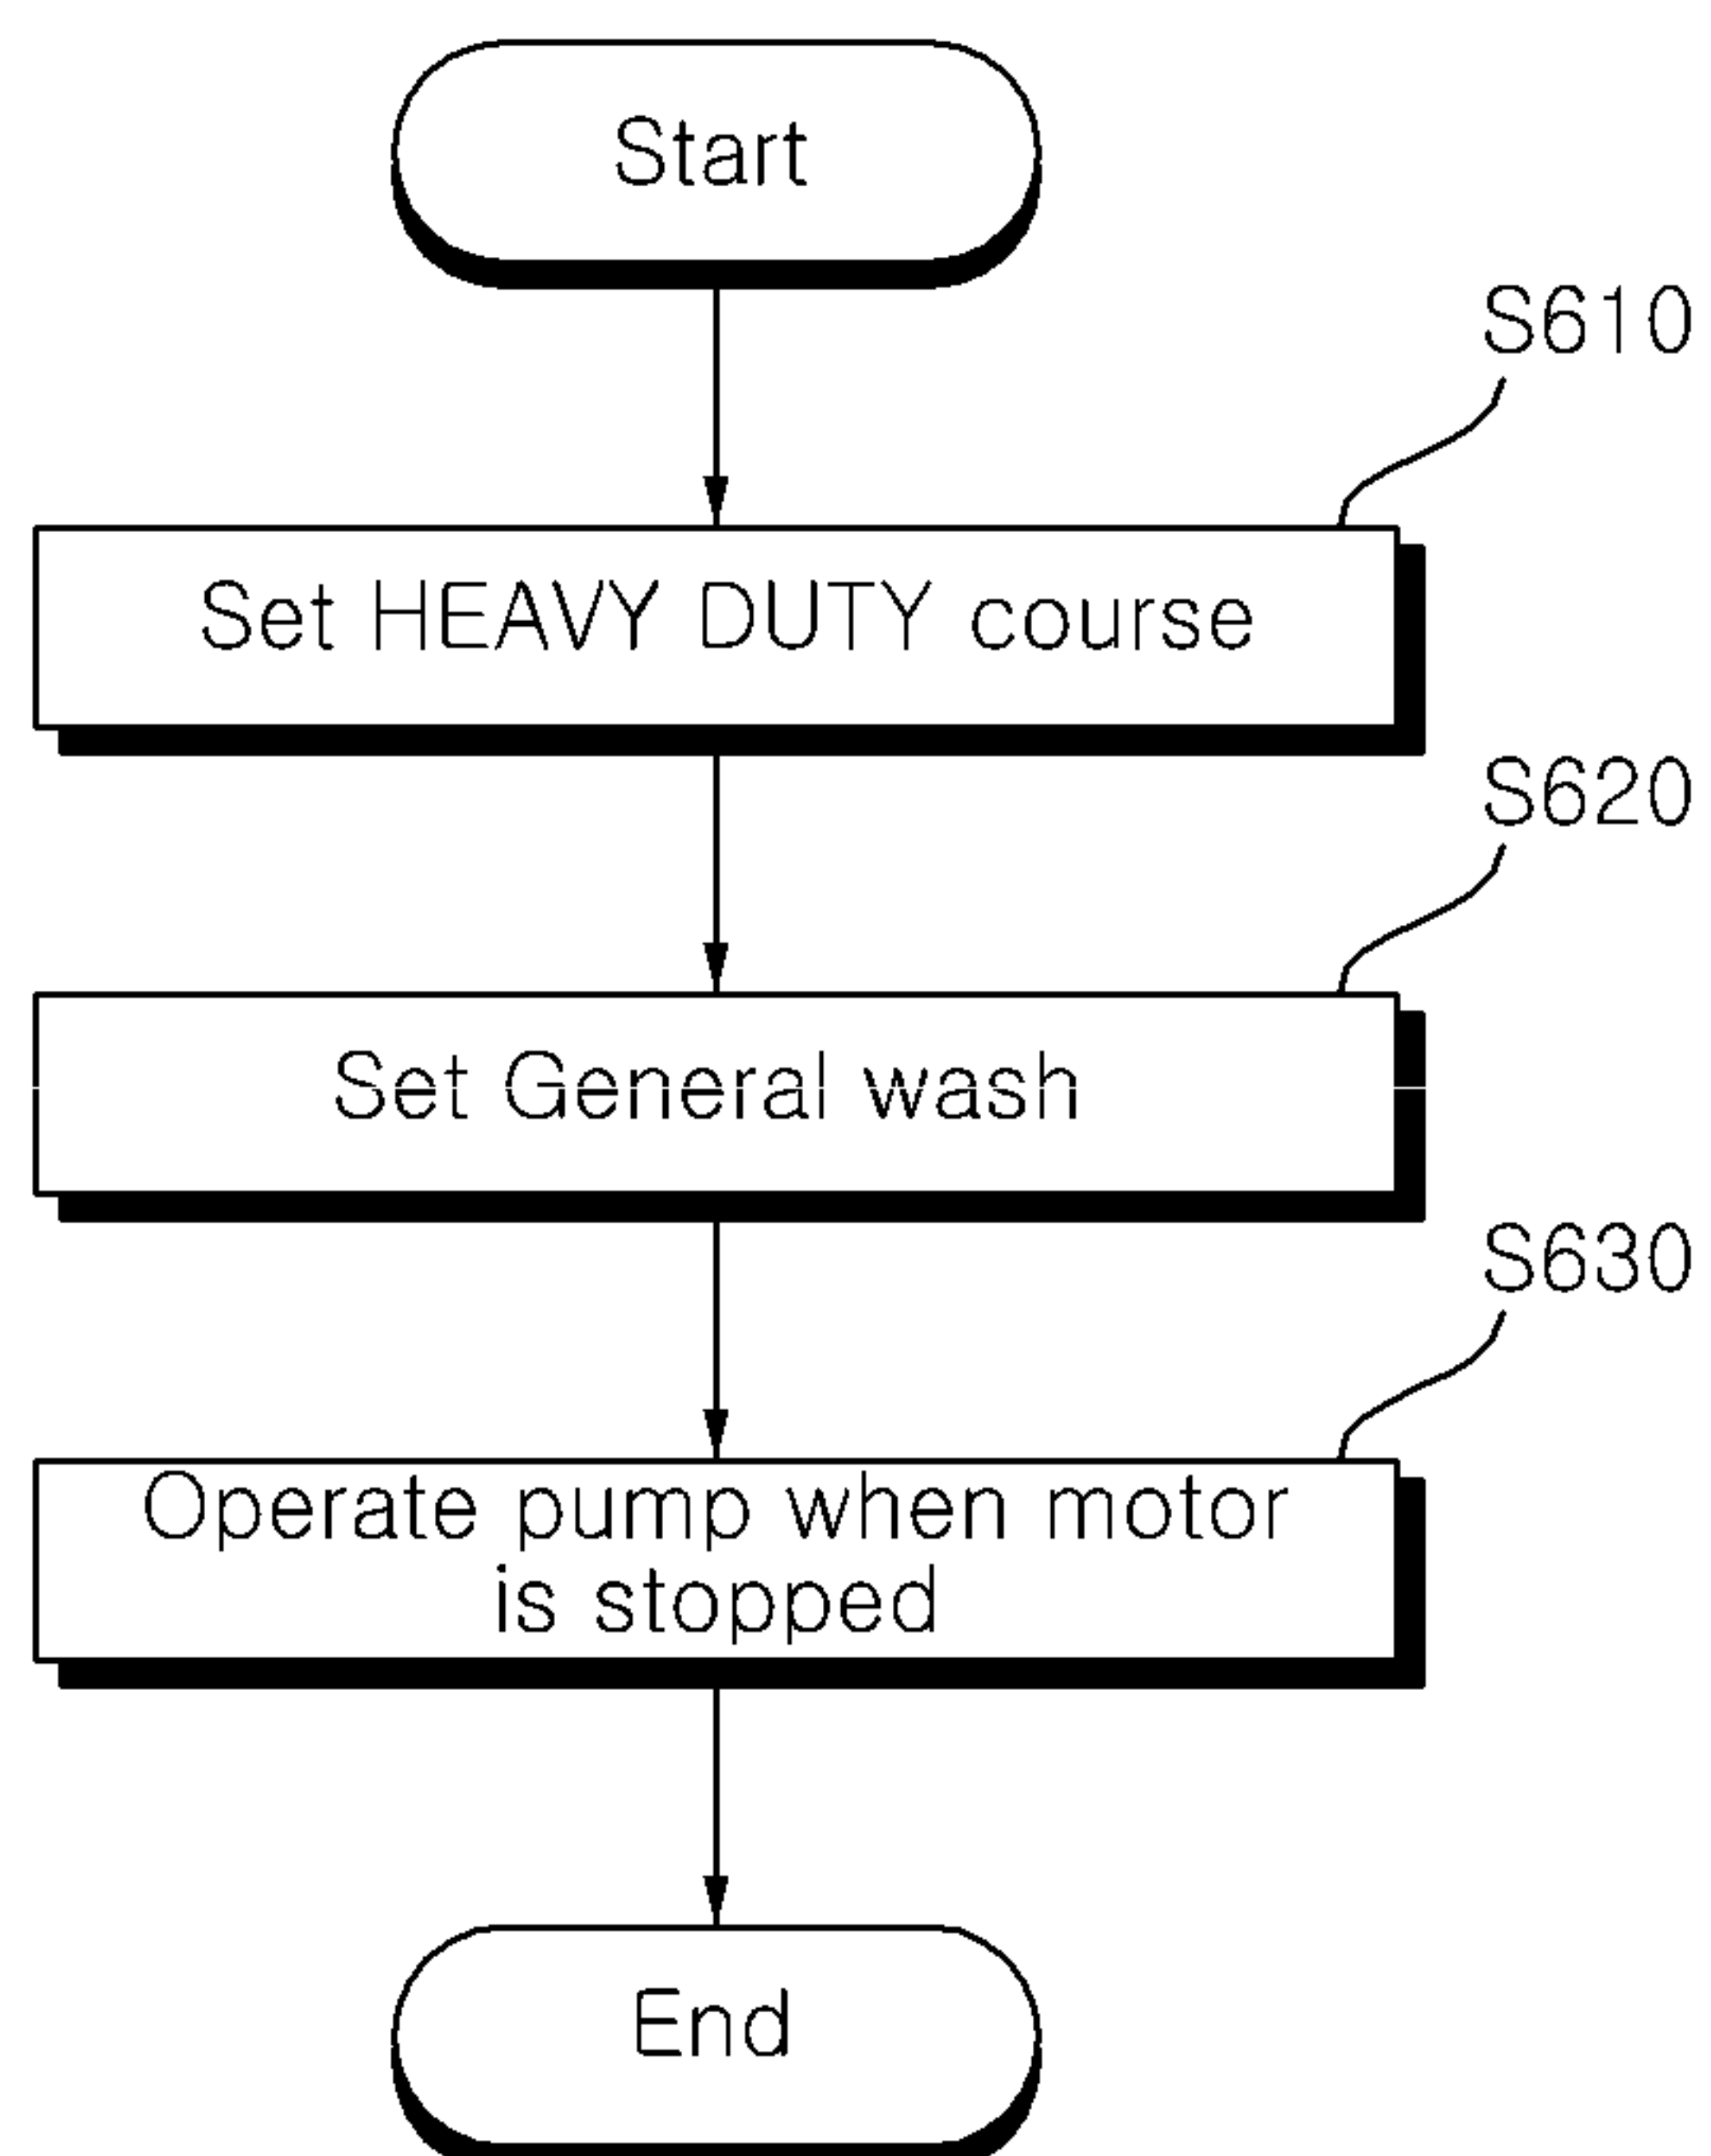 Start
S610
Set HEAVY DUTY course
S620
Set General wash
S630
Operate pump when motor
is stopped
End